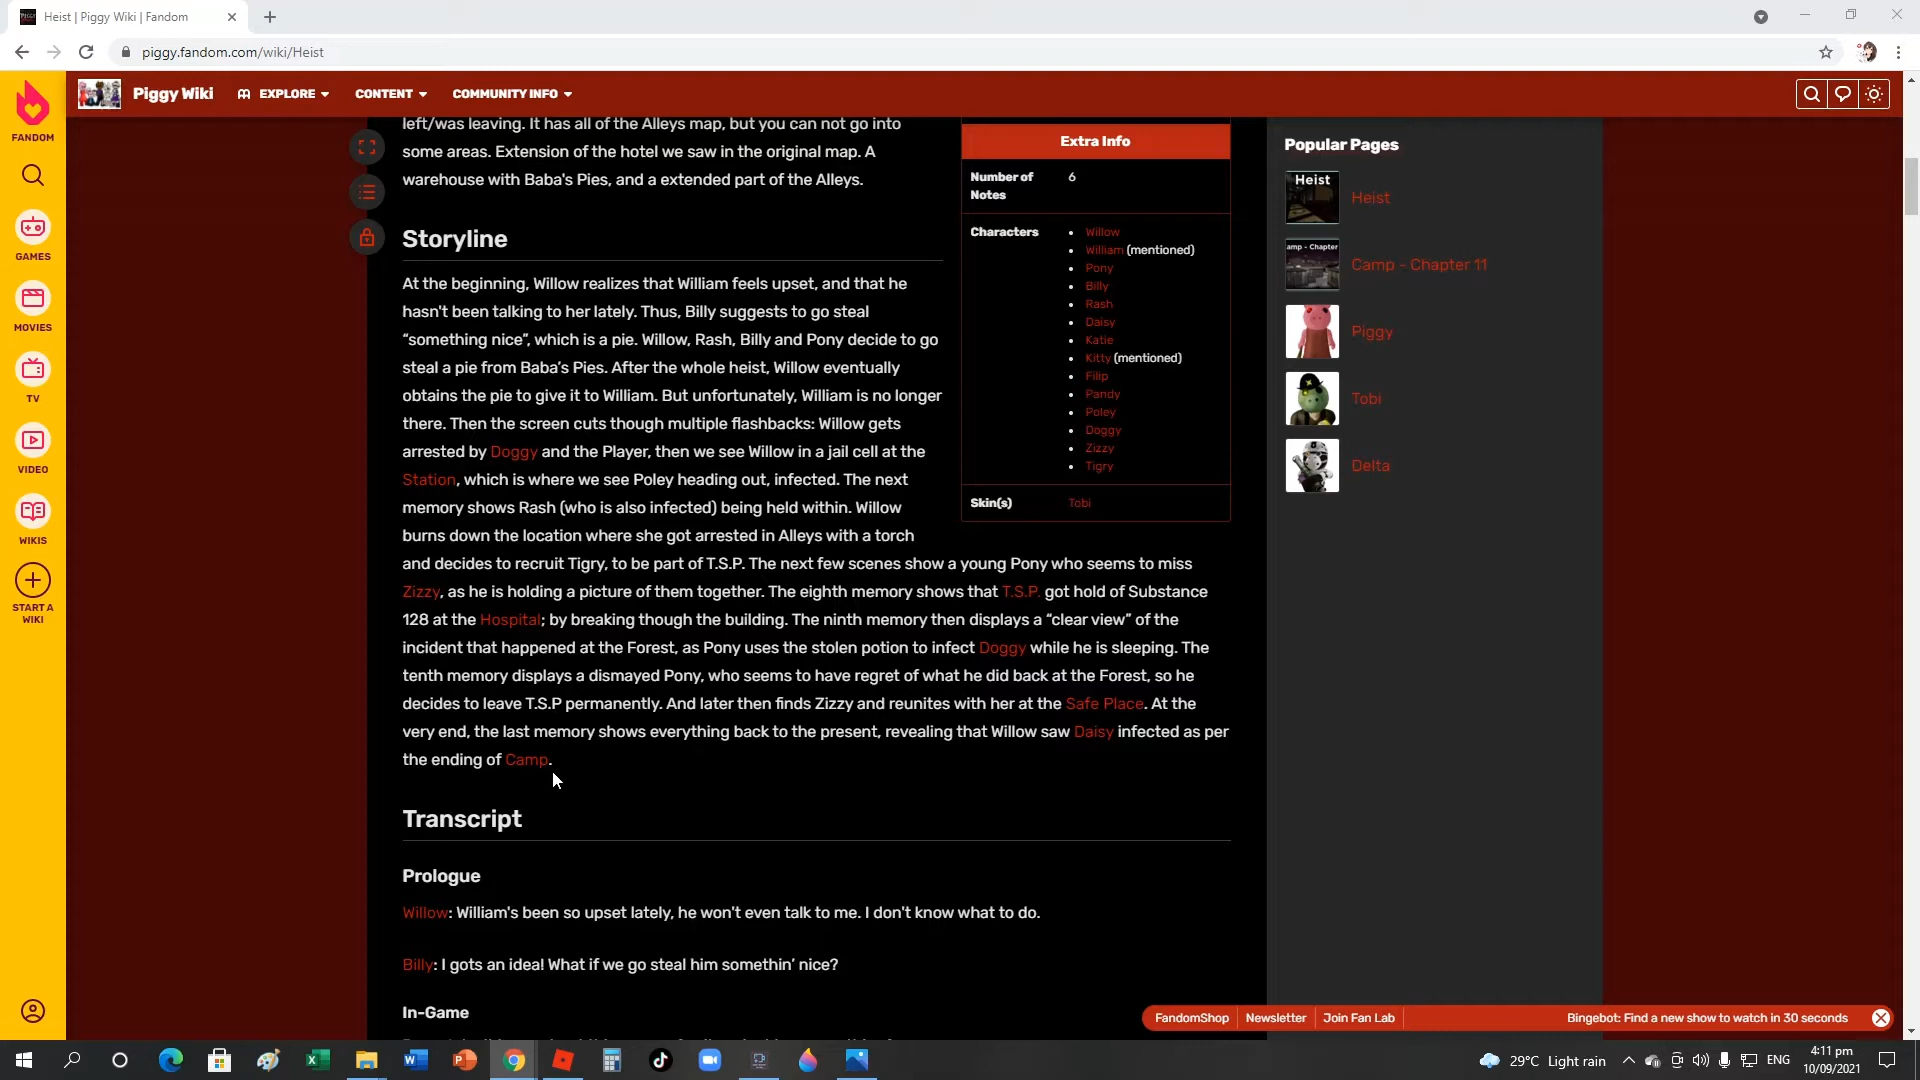 Heist | Piggy Wiki | Fandom
piggy.fandom.com/wiki/Heist
FANDOM
GAMES
MOVIES
TV
VIDEO
WIKIS
START A
WIKI
Piggy Wiki
EXPLORE
CONTENT
COMMUNITY INFO
left/was leaving. It has all of the Alleys map, but you can not go into
some areas. Extension of the hotel we saw in the original map. A
warehouse with Baba's Pies, and a extended part of the Alleys.
Storyline
At the beginning, Willow realizes that William feels upset, and that he
hasn't been talking to her lately. Thus, Billy suggests to go steal
“something nice”, which is a pie. Willow, Rash, Billy and Pony decide to go
steal a pie from Baba’s Pies. After the whole heist, Willow eventually
obtains the pie to give it to William. But unfortunately, William is no longer
there. Then the screen cuts though multiple flashbacks: Willow gets
arrested by Doggy and the Player, then we see Willow in a jail cell at the
Station, which is where we see Poley heading out, infected. The next
memory shows Rash (who is also infected) being held within. Willow
burns down the location where she got arrested in Alleys with a torch
and decides to recruit Tigry, to be part of T.S.P. The next few scenes show a young Pony who seems to miss
Zizzy, as he is holding a picture of them together. The eighth memory shows that T.S.P. got hold of Substance
128 at the Hospital; by breaking though the building. The ninth memory then displays a “clear view” of the
incident that happened at the Forest, as Pony uses the stolen potion to infect Doggy while he is sleeping. The
tenth memory displays a dismayed Pony, who seems to have regret of what he did back at the Forest, so he
decides to leave T.S.P permanently. And later then finds Zizzy and reunites with her at the Safe Place. At the
very end, the last memory shows everything back to the present, revealing that Willow saw Daisy infected as per
the ending of Camp.
Transcript
Prologue
Willow: William's been so upset lately, he won't even talk to me. I don't know what to do.
Billy: I gots an idea! What if we go steal him somethin’ nice?
In-Game
Extra Info
Number of
Notes
6
Characters
Willow
William (mentioned)
Pony
Billy
Rash
Daisy
Katie
Kitty (mentioned)
Filip
Pandy
Poley
Doggy
Zizzy
Tigry
Skin(s)
Tobi
Popular Pages
Heist
Heist
amp - Chapter
Camp - Chapter 11
Piggy
Tobi
Delta
FandomShop
Newsletter
Join Fan Lab
Bingebot: Find a new show to watch in 30 seconds
29°C Light rain
ENG
4:11 pm
10/09/2021